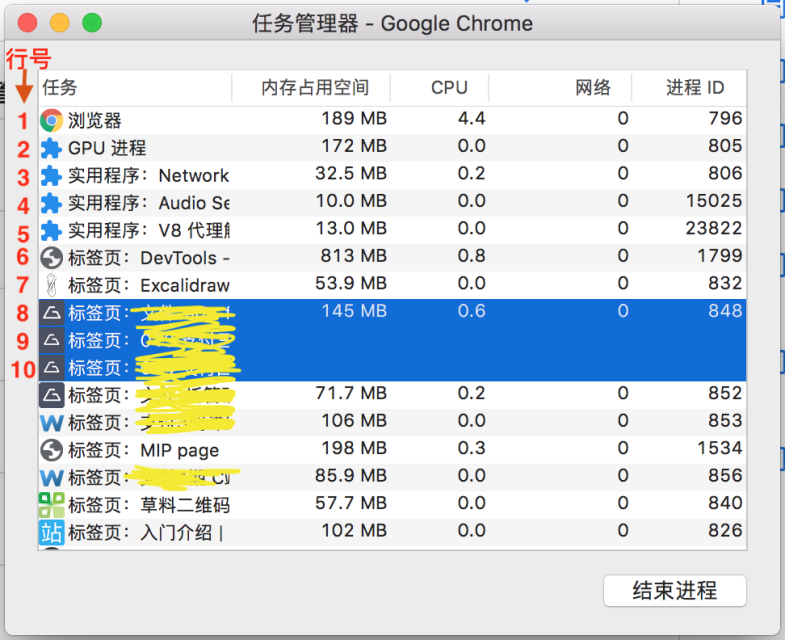 任务管理器 - Google Chrome
行号
任务 内存占用空间 CPU 网络 进程 ID
1 浏览器 189 MB 4.4 0 796
2 GPU 进程 172 MB 0.0 0 805
3 实用程序：Network 32.5 MB 0.2 0 806
4 实用程序：Audio Se 10.0 MB 0.0 0 15025
5 实用程序：V8 代理 13.0 MB 0.0 0 23822
6 标签页：DevTools - 813 MB 0.8 0 1799
7 标签页：Excalidraw 53.9 MB 0.0 0 832
8 标签页： 145 MB 0.6 0 848
9 标签页：
10 标签页：
标签页： 71.7 MB 0.2 0 852
标签页： 106 MB 0.0 0 853
标签页：MIP page 198 MB 0.3 0 1534
标签页： 85.9 MB 0.0 0 856
标签页：草料二维码 57.7 MB 0.0 0 840
站 标签页：入门介绍 | 102 MB 0.0 0 826
结束进程